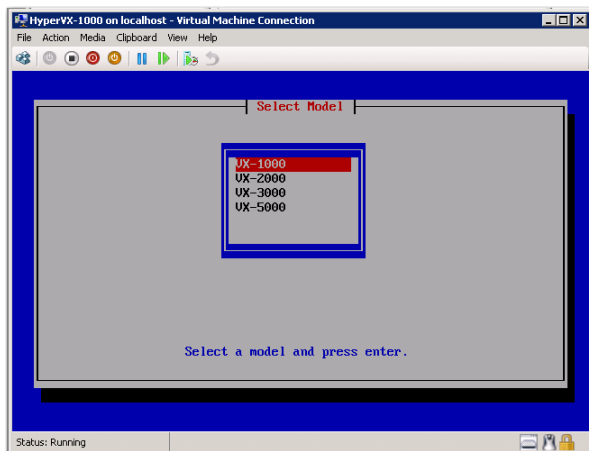 HyperVX-1000 on localhost - Virtual Machine Connection
File Action Media Clipboard View Help
Select Model
VX-1000
VX-2000
VX-3000
VX-5000
Select a model and press enter.
Status: Running